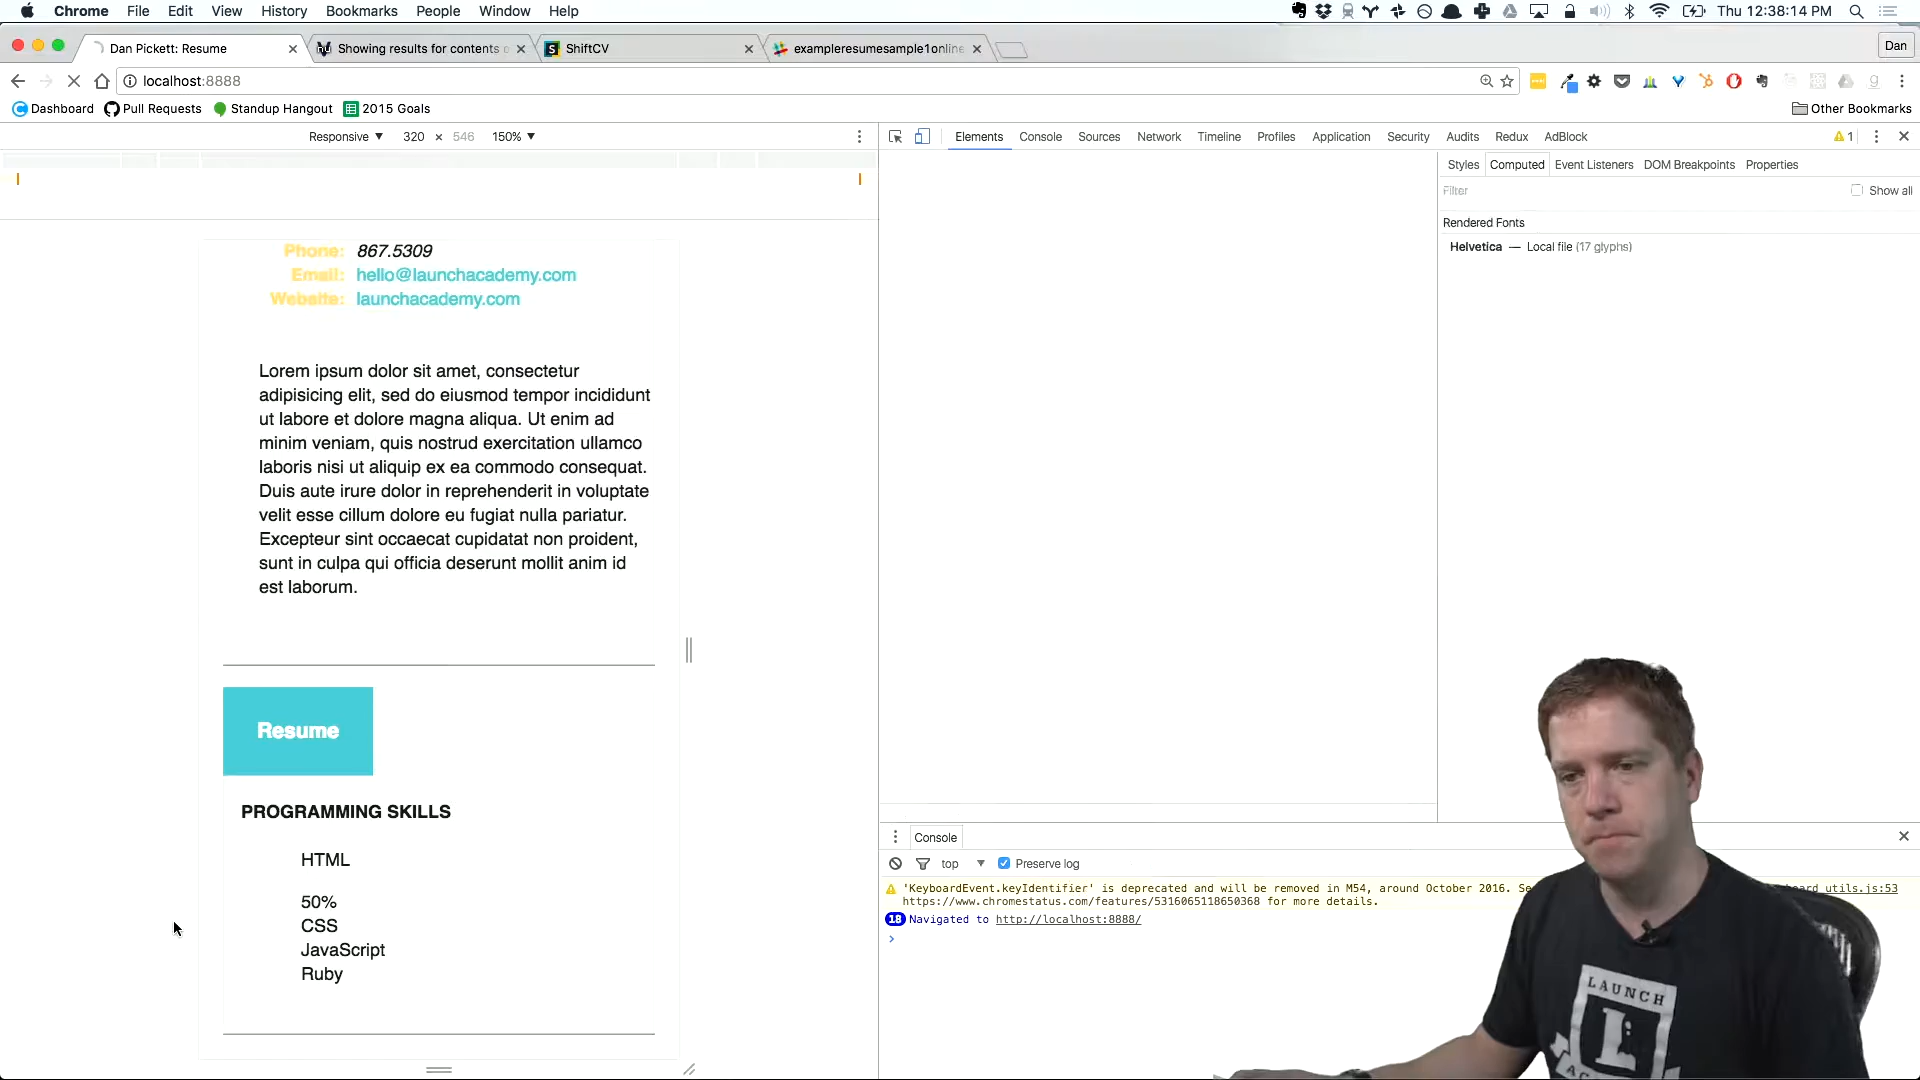 Chrome File Edit View History Bookmarks People Window Help
Thu 12:38:14 PM
Dan Pickett: Resume
Showing results for contents
ShiftCV
exampleresumesample1online
Dan
localhost:8888
Dashboard Pull Requests Standup Hangout 2015 Goals
Other Bookmarks
Responsive ▼ 320 × 546 150% ▼
Elements Console Sources Network Timeline Profiles Application Security Audits Redux AdBlock
1
Styles Computed Event Listeners DOM Breakpoints Properties
Filter
Show all
Rendered Fonts
Helvetica — Local file (17 glyphs)
Phone: 867.5309
Email: hello@launchacademy.com
Website: launchacademy.com
Lorem ipsum dolor sit amet, consectetur
adipisicing elit, sed do eiusmod tempor incididunt
ut labore et dolore magna aliqua. Ut enim ad
minim veniam, quis nostrud exercitation ullamco
laboris nisi ut aliquip ex ea commodo consequat.
Duis aute irure dolor in reprehenderit in voluptate
velit esse cillum dolore eu fugiat nulla pariatur.
Excepteur sint occaecat cupidatat non proident,
sunt in culpa qui officia deserunt mollit anim id
est laborum.
Resume
PROGRAMMING SKILLS
HTML
50%
CSS
JavaScript
Ruby
Console
top ▼ Preserve log
'KeyboardEvent.keyIdentifier' is deprecated and will be removed in M54, around October 2016. Se
utils.js:53
https://www.chromestatus.com/features/5316065118650368 for more details.
18 Navigated to http://localhost:8888/
>
LAUNCH
L: